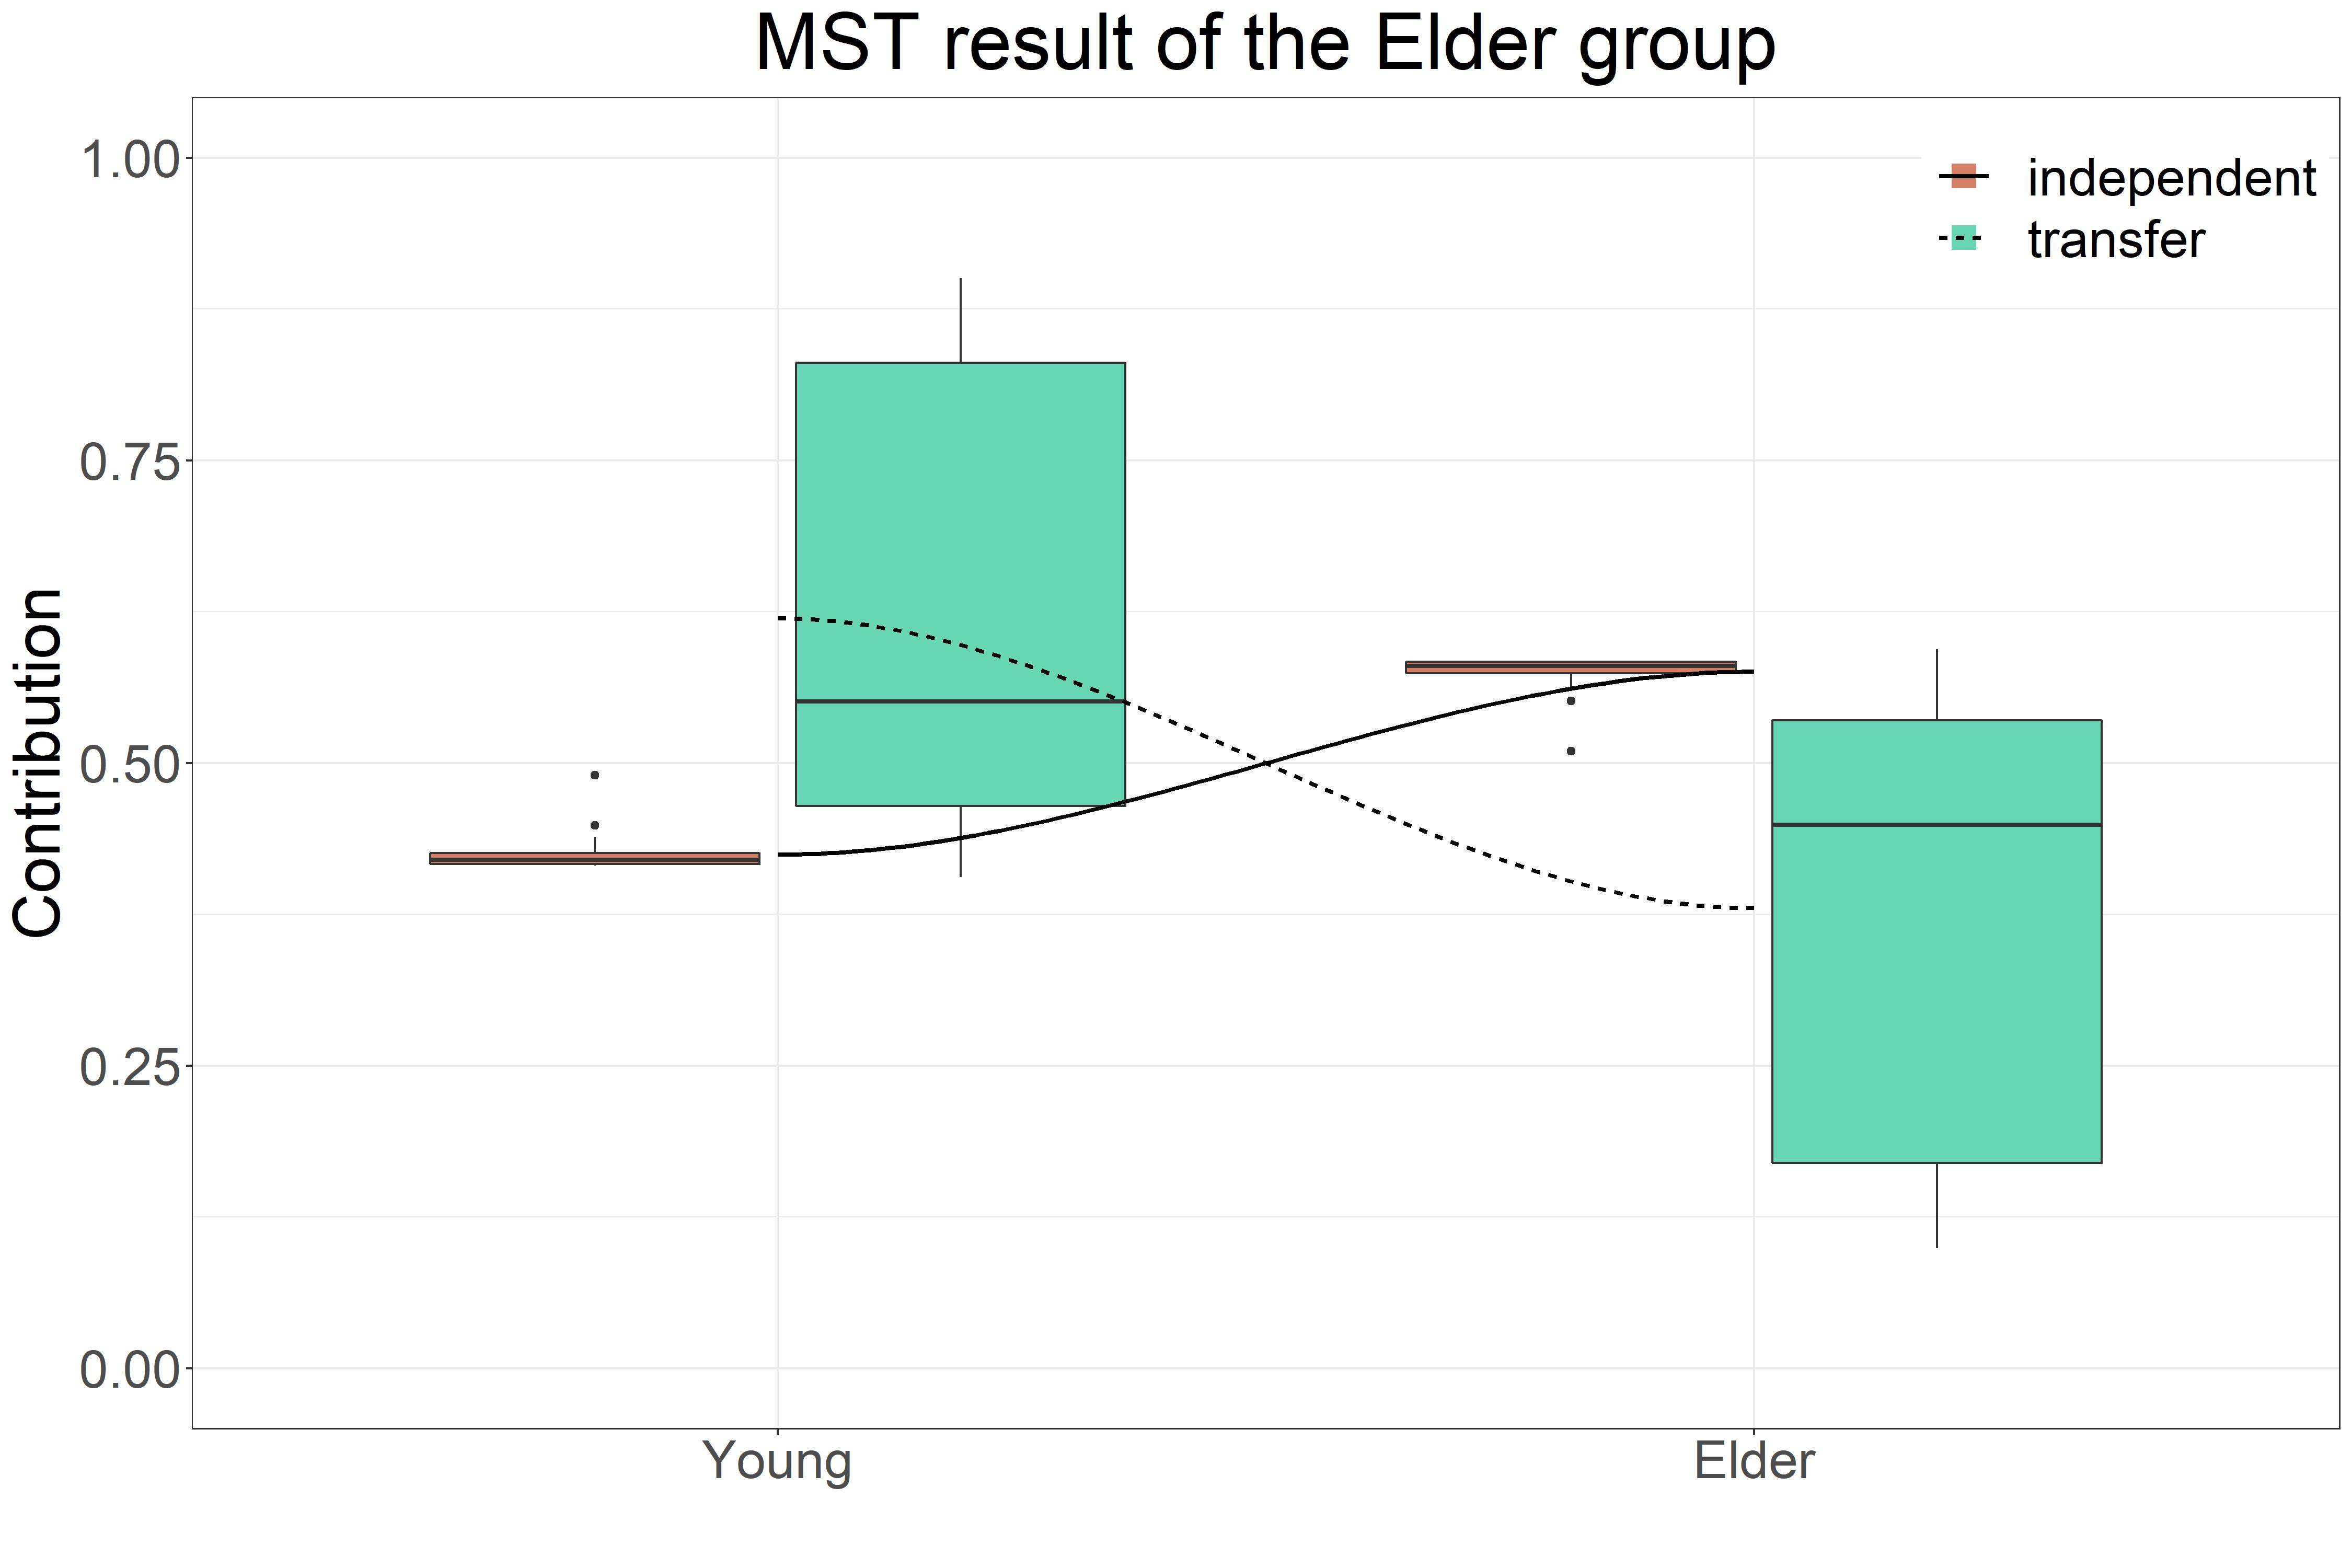 MST result of the Elder group
1.00
0.75
0.50
0.25
0.00
Contribution
independent
transfer
Young
Elder